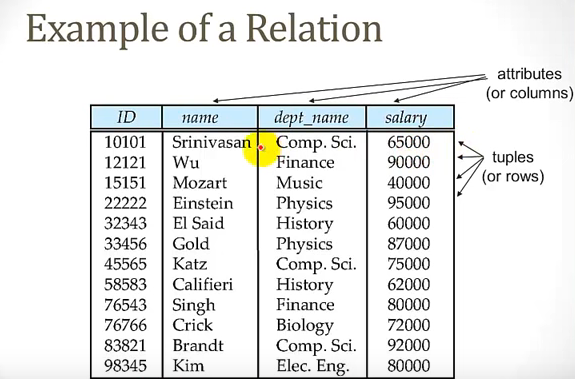 Example of a Relation
attributes
(or columns)
ID name dept_name salary
10101 Srinivasan Comp. Sci. 65000
12121 Wu Finance 90000
15151 Mozart Music 40000
22222 Einstein Physics 95000
32343 El Said History 60000
33456 Gold Physics 87000
45565 Katz Comp. Sci. 75000
58583 Califieri History 62000
76543 Singh Finance 80000
76766 Crick Biology 72000
83821 Brandt Comp. Sci. 92000
98345 Kim Elec. Eng. 80000
tuples
(or rows)